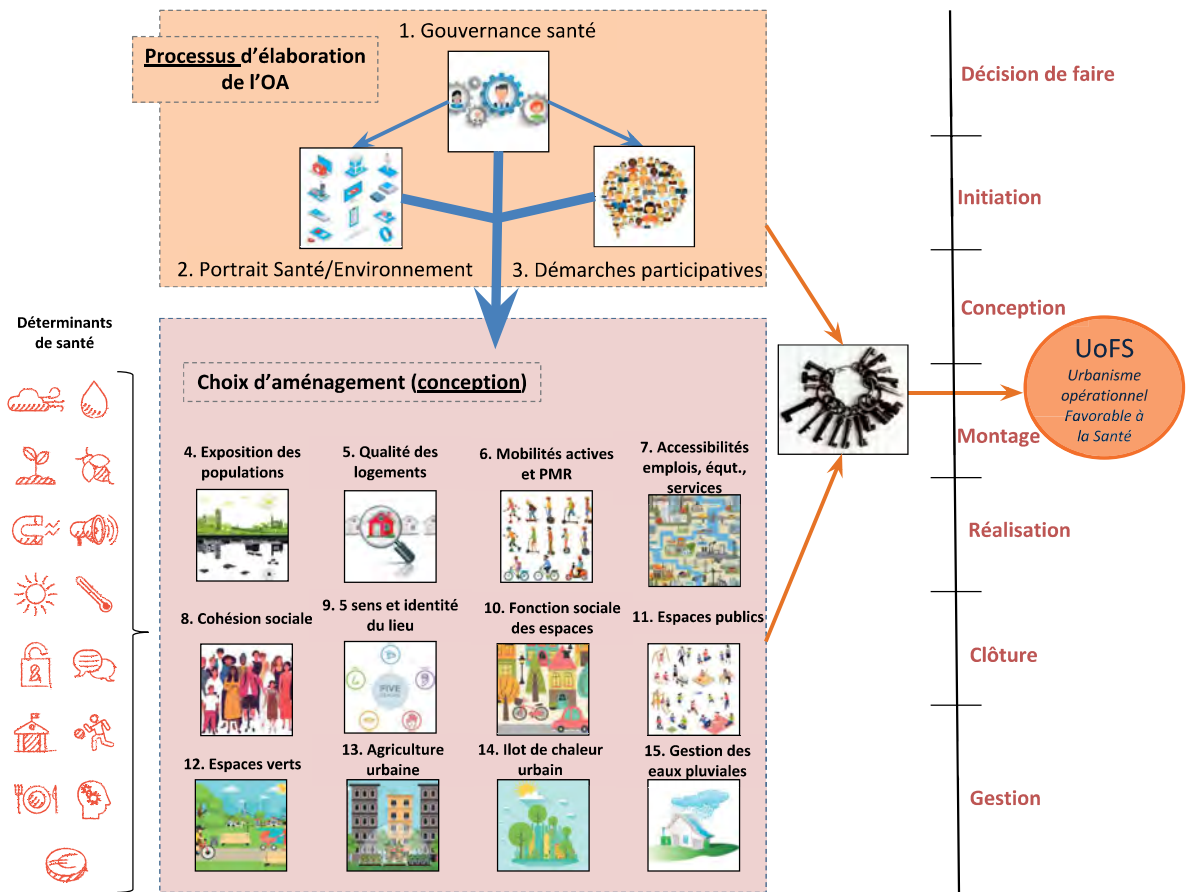 1. Gouvernance santé
Processus d'élaboration
de l'OA
2. Portrait Santé/Environnement
3. Démarches participatives
Déterminants
de santé
Choix d'aménagement (conception)
4. Exposition des
populations
5. Qualité des
logements
6. Mobilités actives
et PMR
7. Accessibilités
emplois, équt.,
services
8. Cohésion sociale
9. 5 sens et identité
du lieu
FIVE
10. Fonction sociale
des espaces
11. Espaces publics
12. Espaces verts
13. Agriculture
urbaine
14. Ilot de chaleur
urbain
15. Gestion des
eaux pluviales
Décision de faire
Initiation
Conception
Montage
Réalisation
Clôture
Gestion
UoFS
Urbanisme
opérationnel
Favorable à
la Santé